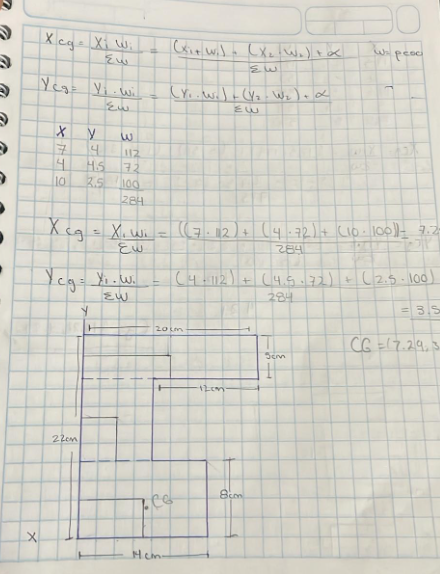 Xcg = Xi Wi / ΣW = (X1+W1) + (X2·W2) + α / ΣW   W=peso
Ycg = Yi·Wi / ΣW = (Y1·W1) + (Y2·W2) + α / ΣW
X Y W
7 4 112
4 4.5 72
10 2.5 100
284
Xcg = Xi Wi / ΣW = ((7·112) + (4·72) + (10·100)) / 284 = 7.2
Ycg = Yi·Wi / ΣW = (4·112) + (4.5·72) + (2.5·100) / 284
= 3.5
Y
20cm
5cm
CG=(7.29, 3
12cm
22cm
CG
8cm
X
14cm